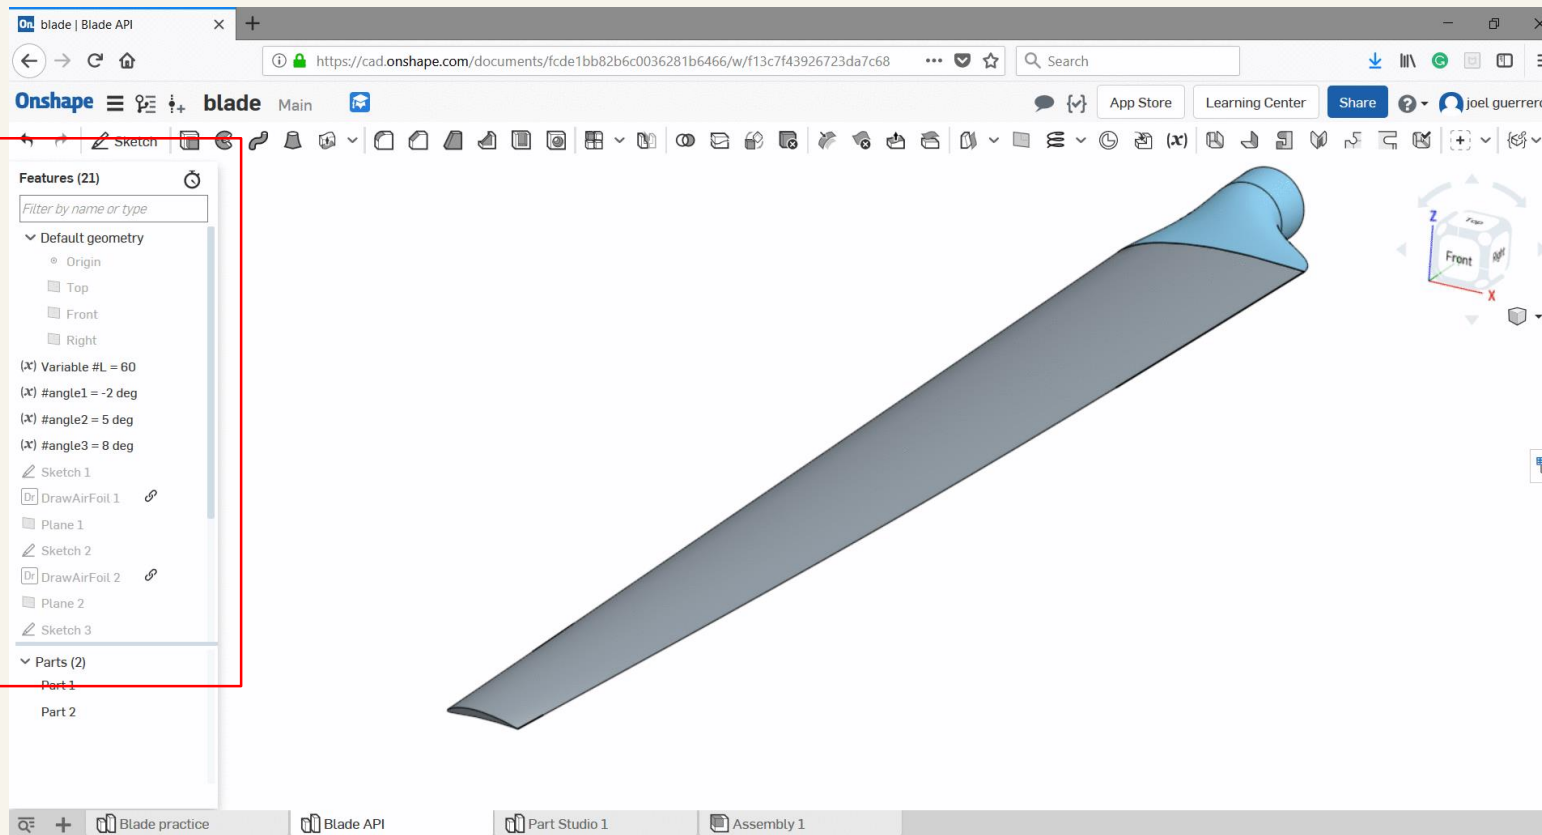 On blade | Blade API
https://cad.onshape.com/documents/fcde1bb82b6c0036281b6466/w/f13c7f43926723da7c68
Search
Onshape blade Main
App Store Learning Center Share joel guerrero
Sketch
(x)
Features (21)
Filter by name or type
Default geometry
Origin
Top
Front
Right
(x) Variable #L = 60
(x) #angle1 = -2 deg
(x) #angle2 = 5 deg
(x) #angle3 = 8 deg
Sketch 1
Dr DrawAirFoil 1
Plane 1
Sketch 2
Dr DrawAirFoil 2
Plane 2
Sketch 3
Parts (2)
Part 1
Part 2
Z
Top
Front
Right
X
Blade practice
Blade API
Part Studio 1
Assembly 1